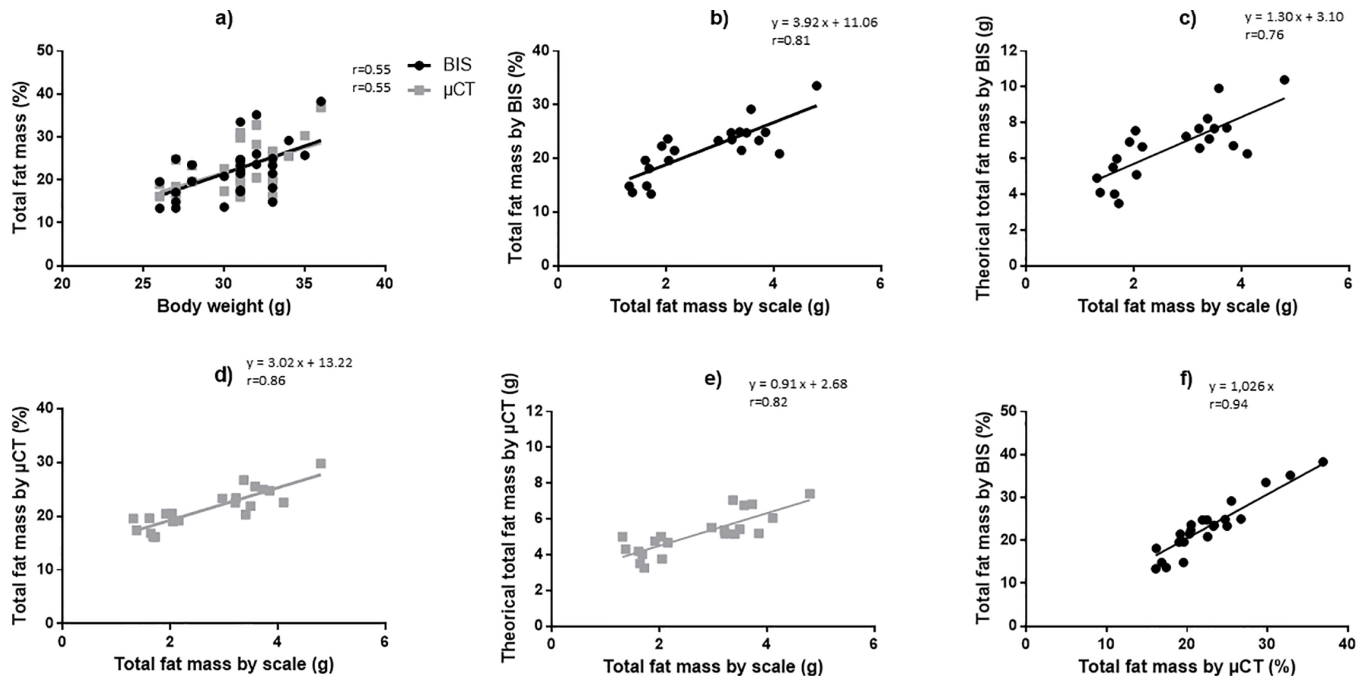 a)
r=0.55
r=0.55
BIS
µCT
Total fat mass (%)
50
40
30
20
10
0
20
25
30
35
40
Body weight (g)
b)
y = 3.92 x + 11.06
r=0.81
Total fat mass by BIS (%)
40
30
20
10
0
0
2
4
6
Total fat mass by scale (g)
c)
y = 1.30 x + 3.10
r=0.76
Theorical total fat mass by BIS (g)
12
10
8
6
4
2
0
0
2
4
6
Total fat mass by scale (g)
d)
y = 3.02 x + 13.22
r=0.86
Total fat mass by µCT (%)
40
30
20
10
0
0
2
4
6
Total fat mass by scale (g)
e)
y = 0.91 x + 2.68
r=0.82
Theorical total fat mass by µCT (g)
12
10
8
6
4
2
0
0
2
4
6
Total fat mass by scale (g)
f)
y = 1,026 x
r=0.94
Total fat mass by BIS (%)
50
40
30
20
10
0
0
10
20
30
40
Total fat mass by µCT (%)